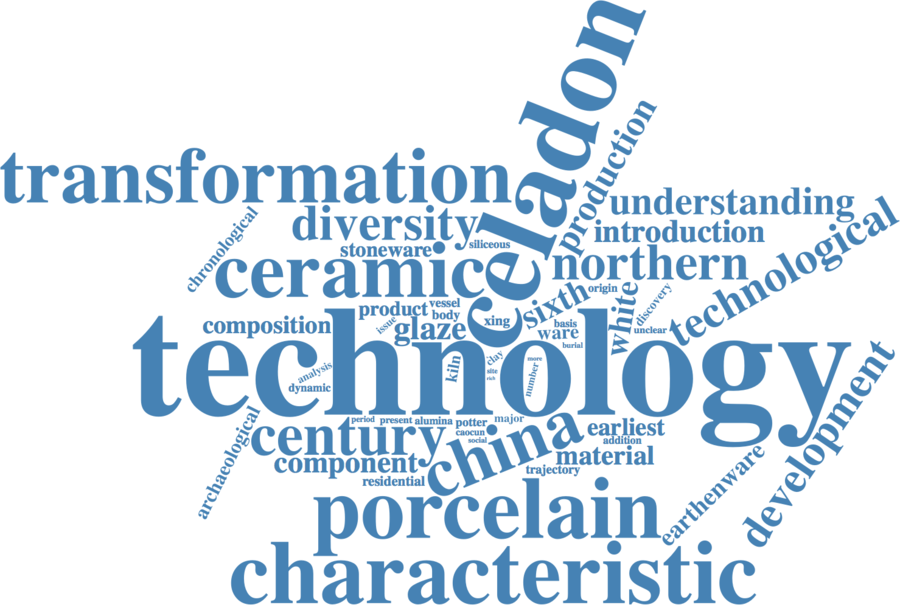 celadon
transformation
production
understanding
diversity
introduction
chronological
stoneware
siliceous
technological
ceramic
northern
sixth
origin
white
discovery
product
vessel
body
issue
composition
glaze
xing
basis
ware
unclear
burial
technology
kiln
clay
site
rich
more
number
analysis
dynamic
development
period
present
alumina
potter
major
century
caocun
social
china
earliest
addition
archaeological
component
material
trajectory
residential
earthenware
porcelain
characteristic